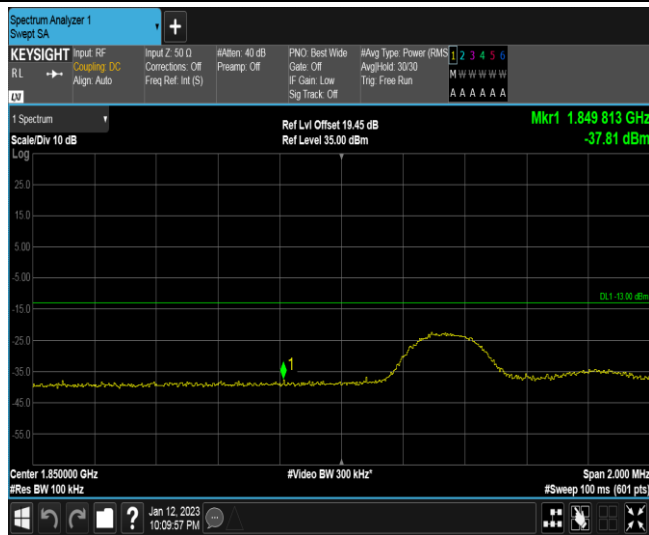 Spectrum Analyzer 1
Swept SA
KEYSIGHT
RL
Input: RF
Coupling: DC
Align: Auto
Input Z: 50 Ω
Corrections: Off
Freq Ref: Int (S)
#Atten: 40 dB
Preamp: Off
PNO: Best Wide
Gate: Off
IF Gain: Low
Sig Track: Off
#Avg Type: Power (RMS
Avg|Hold: 30/30
Trig: Free Run
1 2 3 4 5 6
M W W W W W
A A A A A A
1 Spectrum
Scale/Div 10 dB
Log
Ref Lvl Offset 19.45 dB
Ref Level 35.00 dBm
Mkr1 1.849 813 GHz
-37.81 dBm
25.0
15.0
5.00
-5.00
-15.0
-25.0
-35.0
-45.0
-55.0
DL1 -13.00 dBm
1
Center 1.850000 GHz
#Res BW 100 kHz
#Video BW 300 kHz*
Span 2.000 MHz
#Sweep 100 ms (601 pts)
?
Jan 12, 2023
10:09:57 PM